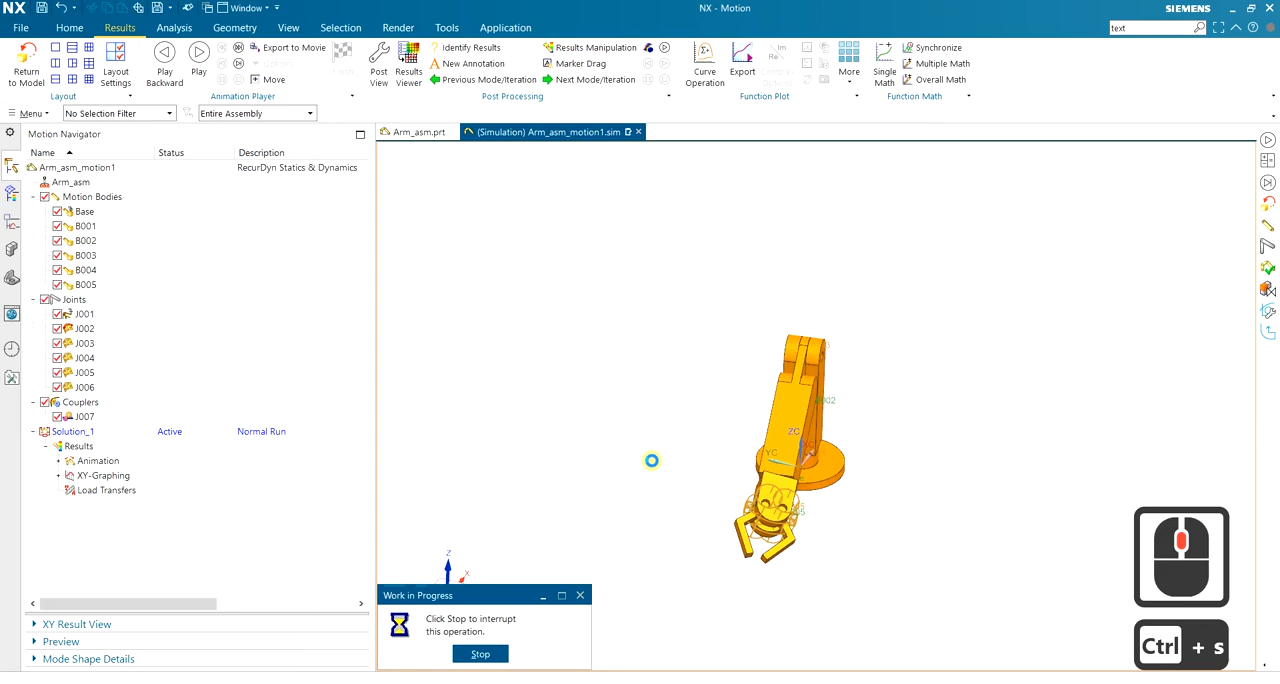 NX
Window
NX - Motion
SIEMENS
File
Home
Results
Analysis
Geometry
View
Selection
Render
Tools
Application
text
Return to Model
Layout Settings
Layout
Play Backward
Play
Export to Movie
Move
Animation Player
Post View
Results Viewer
Identify Results
New Annotation
Previous Mode/Iteration
Results Manipulation
Marker Drag
Next Mode/Iteration
Post Processing
Curve Operation
Export
More
Function Plot
Single Math
Synchronize
Multiple Math
Overall Math
Function Math
Menu
No Selection Filter
Entire Assembly
Motion Navigator
Arm_asm.prt
(Simulation) Arm_asm_motion1.sim
Name
Status
Description
Arm_asm_motion1
RecurDyn Statics & Dynamics
Arm_asm
Motion Bodies
Base
B001
B002
B003
B004
B005
Joints
J001
J002
J003
J004
J005
J006
Couplers
J007
Solution_1
Active
Normal Run
Results
Animation
XY-Graphing
Load Transfers
ZC
YC
Z
X
Work in Progress
Click Stop to interrupt
this operation.
Stop
XY Result View
Preview
Mode Shape Details
Ctrl + s